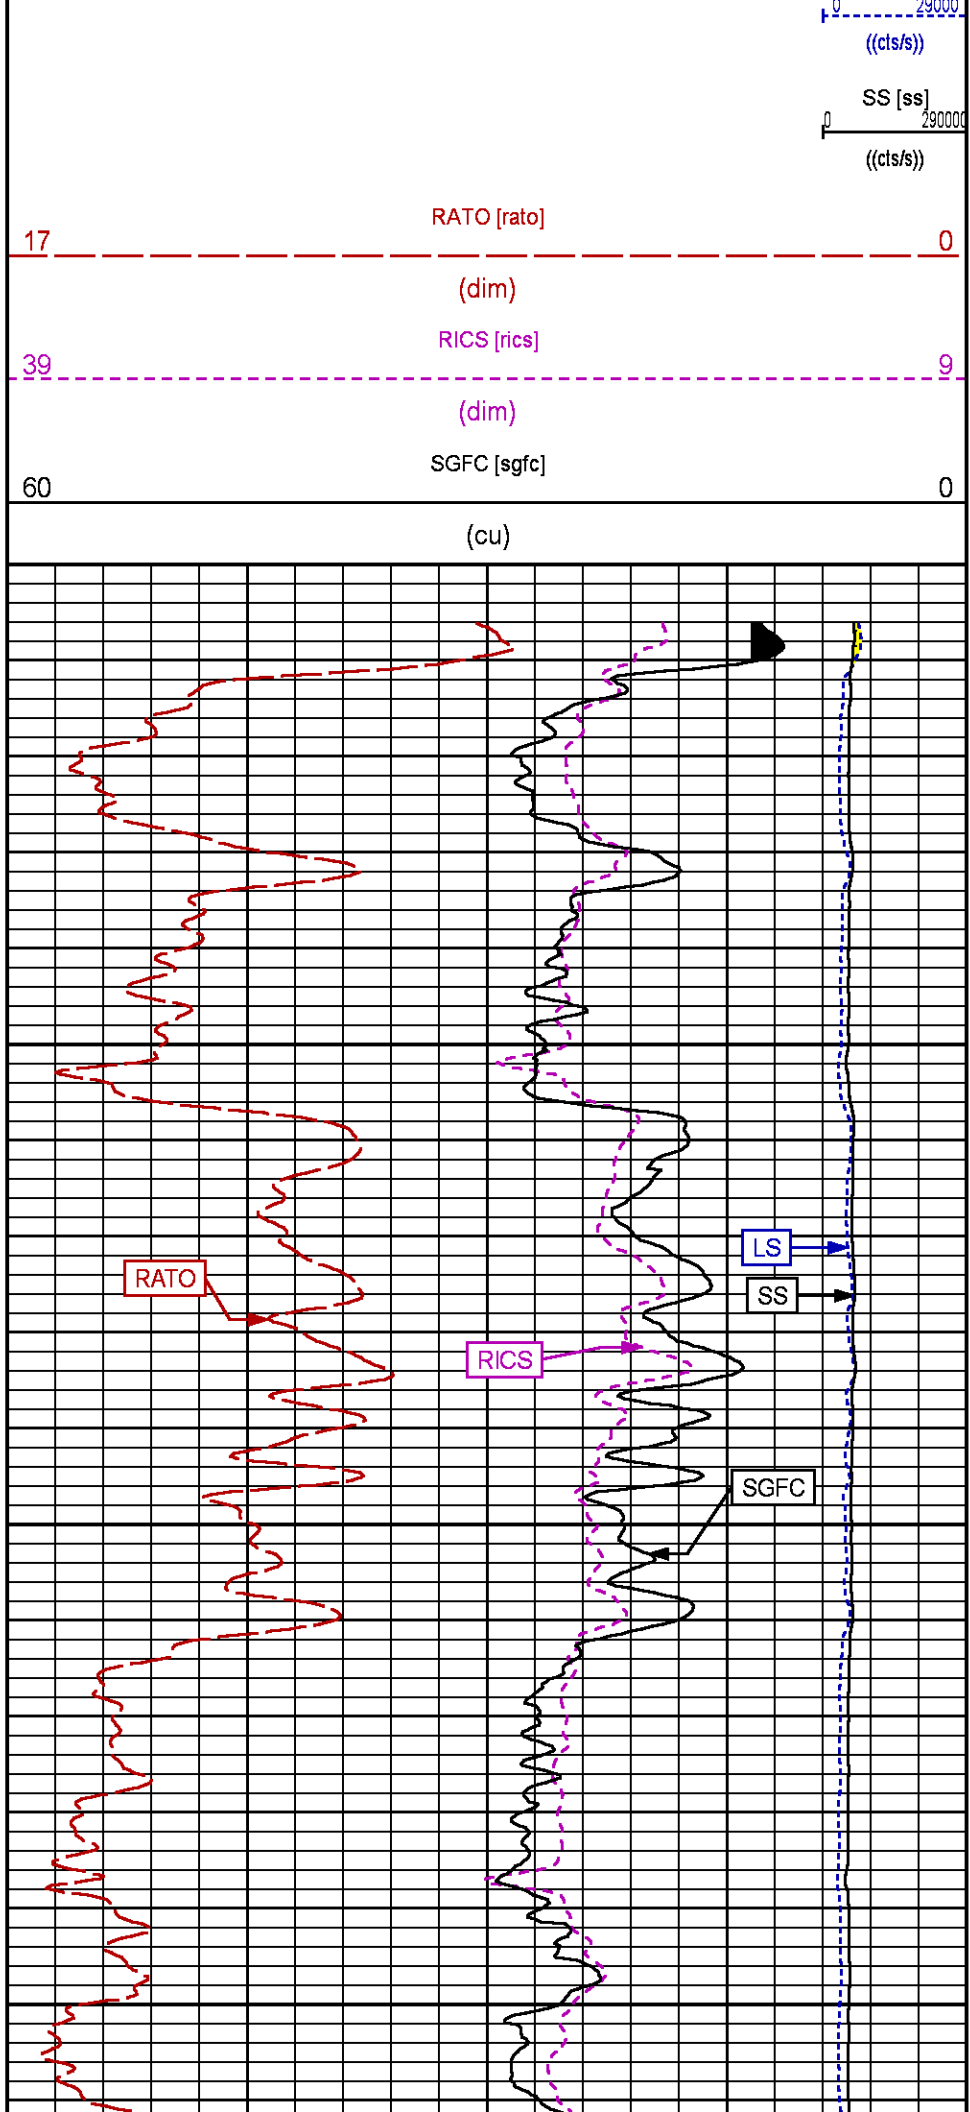 0 29000
((cts/s))
SS [ss]
0 290000
((cts/s))
RATO [rato]
17 0
(dim)
RICS [rics]
39 9
(dim)
SGFC [sgfc]
60 0
(cu)
LS
RATO
SS
RICS
SGFC